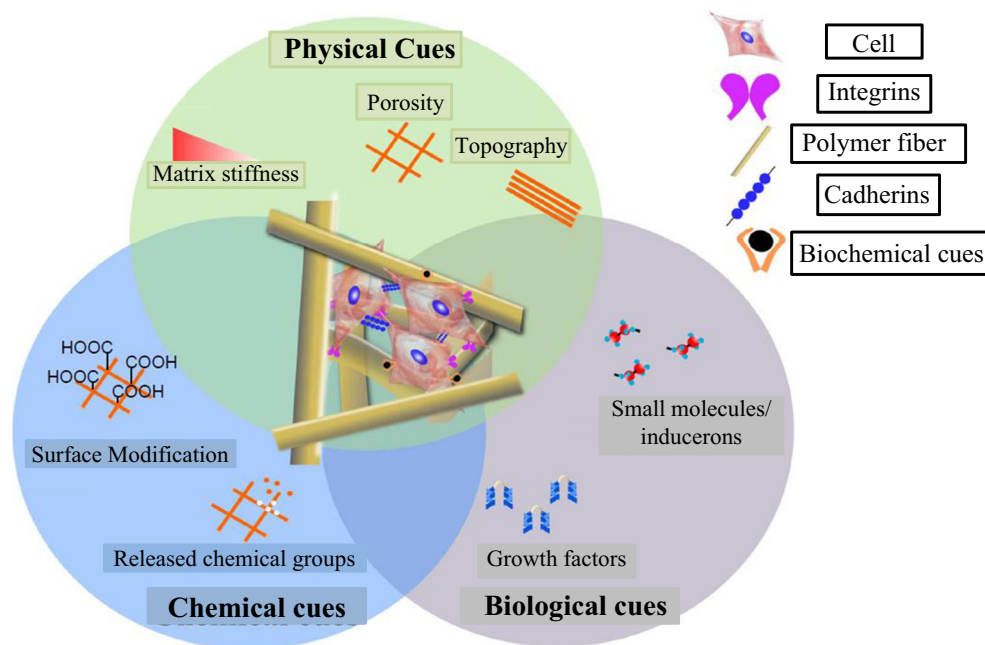 Physical Cues
Porosity
Topography
Matrix stiffness
Cell
Integrins
Polymer fiber
Cadherins
Biochemical cues
HOOC
COOH
HOOC
COOH
Surface Modification
Released chemical groups
Chemical cues
Small molecules/
inducerons
Growth factors
Biological cues